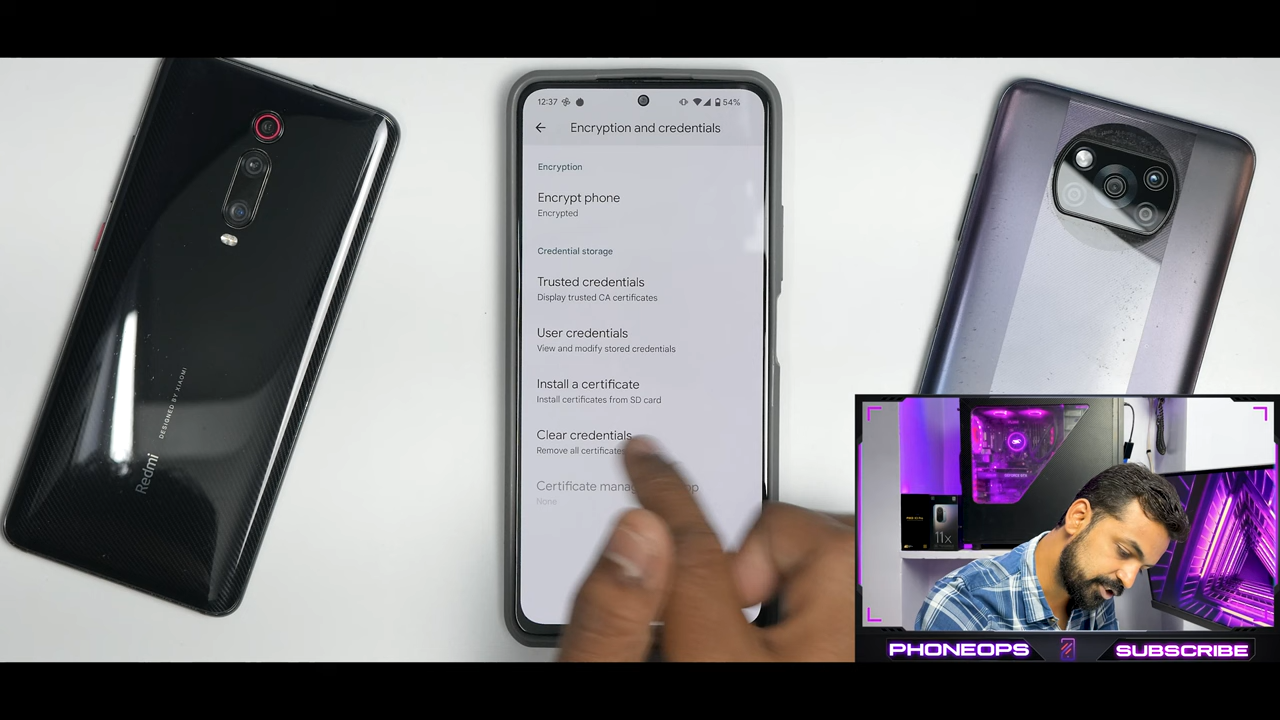 12:37
54%
Encryption and credentials
Encryption
Encrypt phone
Encrypted
Credential storage
Trusted credentials
Display trusted CA certificates
User credentials
View and modify stored credentials
Install a certificate
Install certificates from SD card
Clear credentials
Remove all certificates
Certificate
None
Redmi
DESIGNED BY XIAOMI
11x
PHONEOPS
SUBSCRIBE